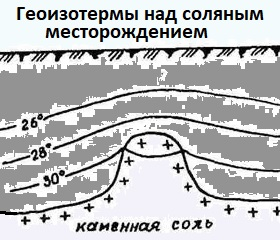 Геоизотермы над соляным
месторождением
26°
28°
30°
каменная соль